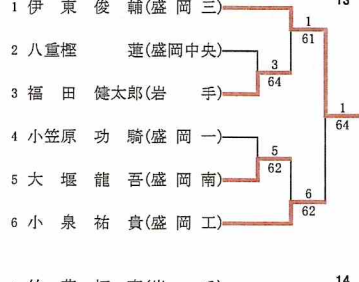 13
1 伊東俊輔(盛岡三)
1
61
2 八重樫蓮(盛岡中央)
3
64
3 福田健太郎(岩手)
1
64
4 小笠原功騎(盛岡一)
5
62
5 大堰龍吾(盛岡南)
6
62
6 小泉祐貴(盛岡工)
14